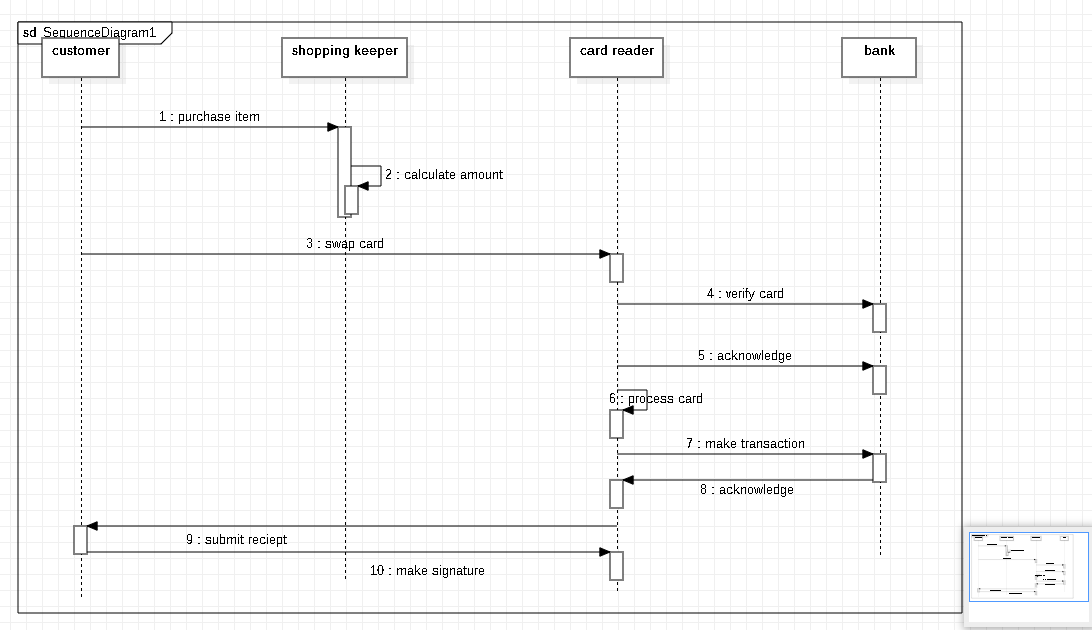 sd SequenceDiagram1
customer
shopping keeper
card reader
bank
1 : purchase item
2 : calculate amount
3 : swap card
4 : verify card
5 : acknowledge
6 : process card
7 : make transaction
8 : acknowledge
9 : submit reciept
10 : make signature